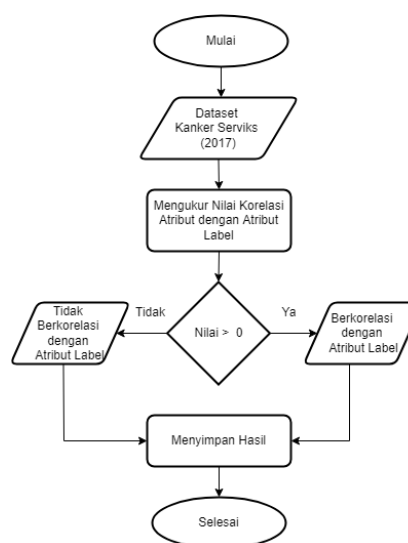 Mulai
Dataset
Kanker Serviks
(2017)
Mengukur Nilai Korelasi
Atribut dengan Atribut
Label
Tidak
Berkorelasi
dengan
Atribut Label
Tidak
Nilai > 0
Ya
Berkorelasi
dengan
Atribut Label
Menyimpan Hasil
Selesai